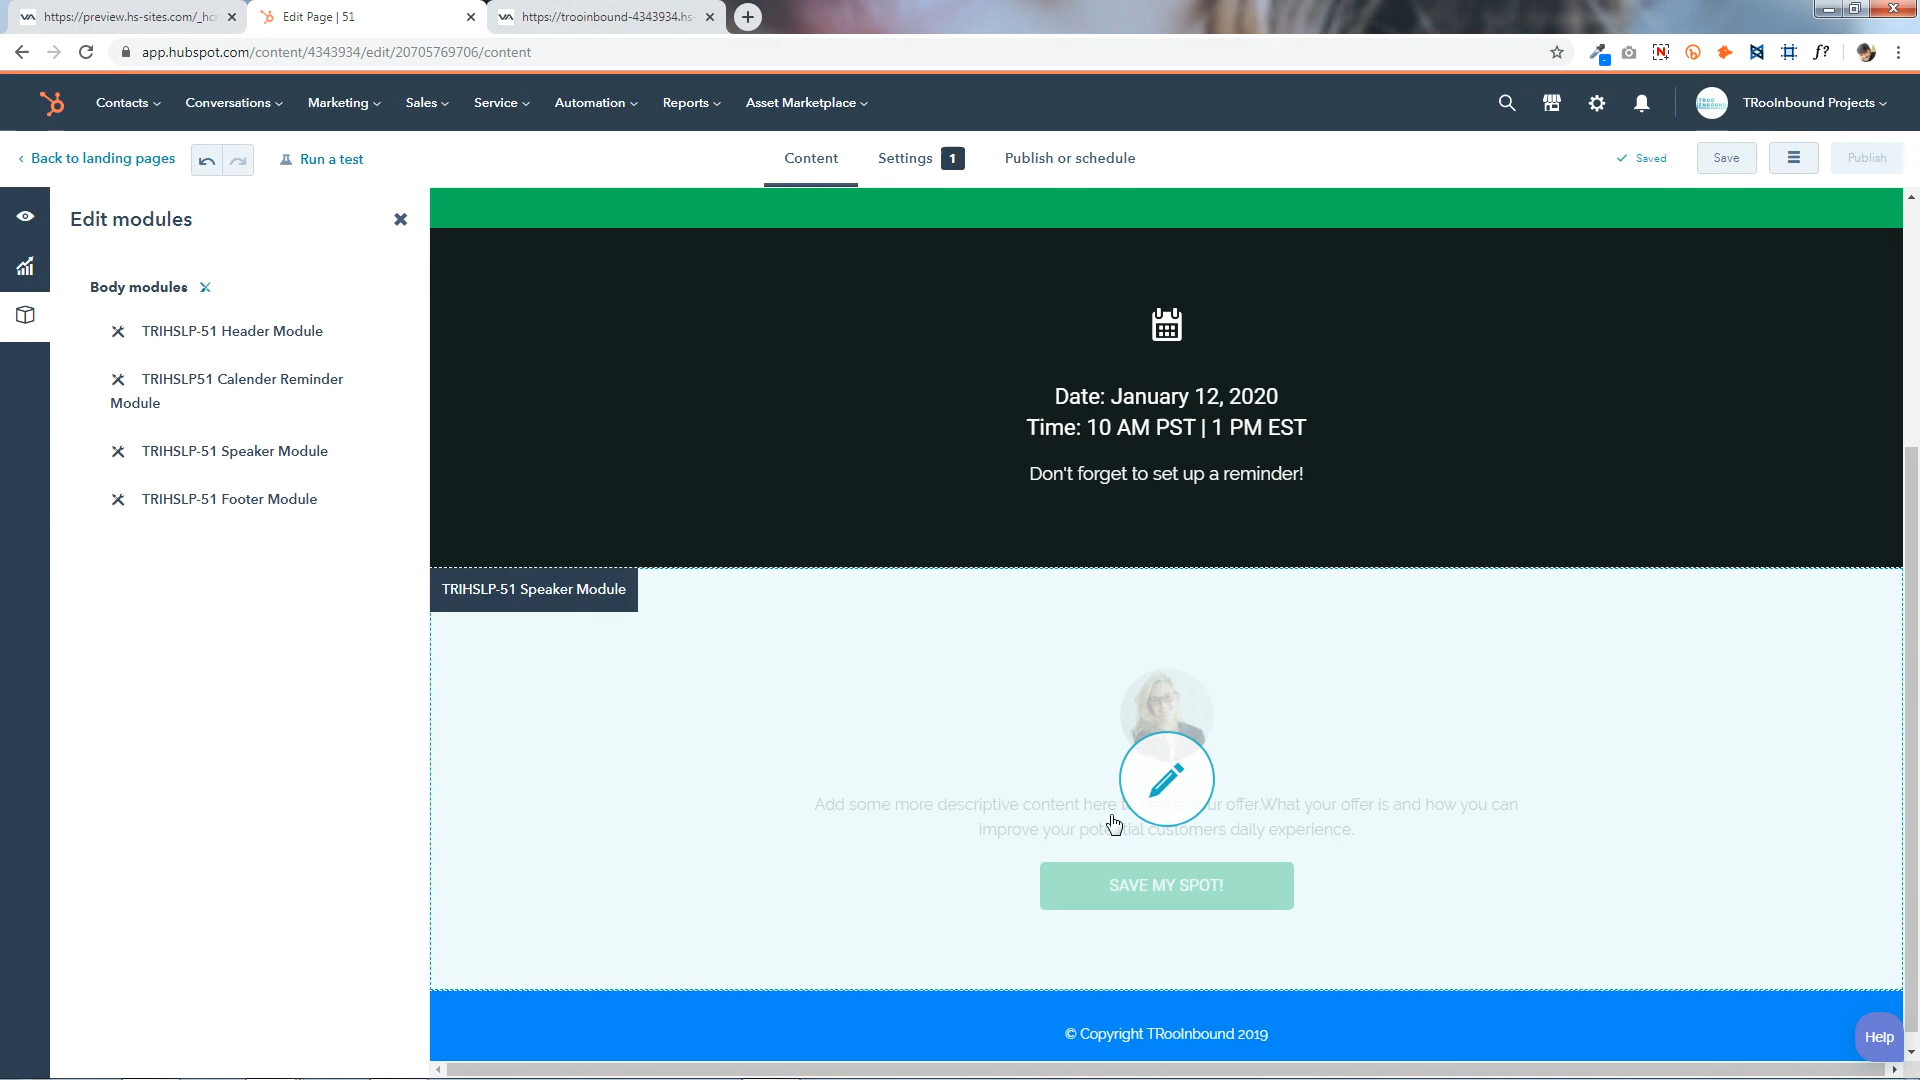 https://preview.hs-sites.com/_hc
Edit Page | 51
https://trooinbound-4343934.hs-
app.hubspot.com/content/4343934/edit/20705769706/content
Contacts
Conversations
Marketing
Sales
Service
Automation
Reports
Asset Marketplace
TRooInbound Projects
Back to landing pages
Run a test
Content
Settings 1
Publish or schedule
Saved
Save
Publish
Edit modules
Body modules
TRIHSLP-51 Header Module
TRIHSLP51 Calender Reminder
Module
TRIHSLP-51 Speaker Module
TRIHSLP-51 Footer Module
Date: January 12, 2020
Time: 10 AM PST | 1 PM EST
Don't forget to set up a reminder!
TRIHSLP-51 Speaker Module
Add some more descriptive content here offer.What your offer is and how you can
improve your customers daily experience.
SAVE MY SPOT!
© Copyright TRooInbound 2019
Help